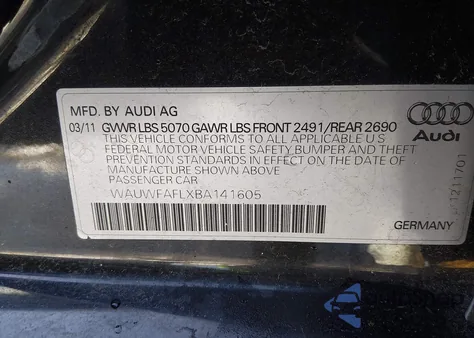 MFD. BY AUDI AG
03/11 GVWR LBS 5070 GAWR LBS FRONT 2491/REAR 2690
THIS VEHICLE CONFORMS TO ALL APPLICABLE U S
FEDERAL MOTOR VEHICLE SAFETY,BUMPER AND THEFT
PREVENTION STANDARDS IN EFFECT ON THE DATE OF
MANUFACTURE SHOWN ABOVE
PASSENGER CAR
WAUWFAFLXBA141605
Audi
1211701
GERMANY